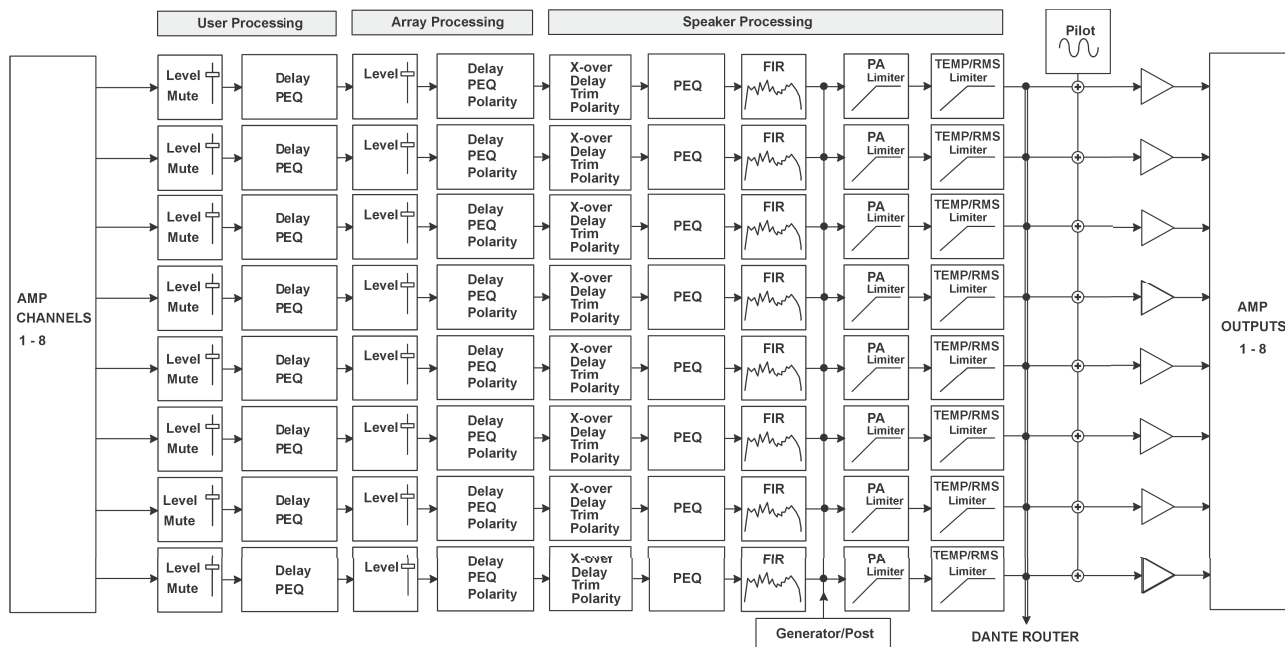 User Processing
Array Processing
Speaker Processing
Pilot
AMP
CHANNELS
1 - 8
Level
Mute
Delay
PEQ
Level
Delay
PEQ
Polarity
X-over
Delay
Trim
Polarity
PEQ
FIR
PA
Limiter
TEMP/RMS
Limiter
Level
Mute
Delay
PEQ
Level
Delay
PEQ
Polarity
X-over
Delay
Trim
Polarity
PEQ
FIR
PA
Limiter
TEMP/RMS
Limiter
Level
Mute
Delay
PEQ
Level
Delay
PEQ
Polarity
X-over
Delay
Trim
Polarity
PEQ
FIR
PA
Limiter
TEMP/RMS
Limiter
Level
Mute
Delay
PEQ
Level
Delay
PEQ
Polarity
X-over
Delay
Trim
Polarity
PEQ
FIR
PA
Limiter
TEMP/RMS
Limiter
Level
Mute
Delay
PEQ
Level
Delay
PEQ
Polarity
X-over
Delay
Trim
Polarity
PEQ
FIR
PA
Limiter
TEMP/RMS
Limiter
Level
Mute
Delay
PEQ
Level
Delay
PEQ
Polarity
X-over
Delay
Trim
Polarity
PEQ
FIR
PA
Limiter
TEMP/RMS
Limiter
Level
Mute
Delay
PEQ
Level
Delay
PEQ
Polarity
X-over
Delay
Trim
Polarity
PEQ
FIR
PA
Limiter
TEMP/RMS
Limiter
Level
Mute
Delay
PEQ
Level
Delay
PEQ
Polarity
X-over
Delay
Trim
Polarity
PEQ
FIR
PA
Limiter
TEMP/RMS
Limiter
AMP
OUTPUTS
1 - 8
Generator/Post
DANTE ROUTER